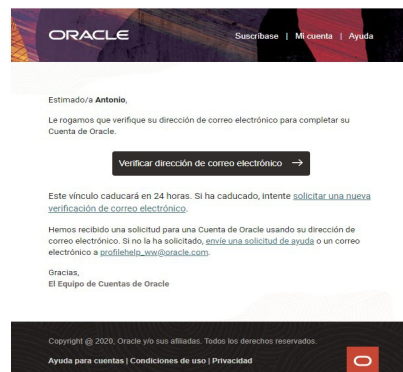 ORACLE
Suscríbase | Mi cuenta | Ayuda
Estimado/a Antonio,
Le rogamos que verifique su dirección de correo electrónico para completar su
Cuenta de Oracle.
Verificar dirección de correo electrónico →
Este vínculo caducará en 24 horas. Si ha caducado, intente solicitar una nueva
verificación de correo electrónico.
Hemos recibido una solicitud para una Cuenta de Oracle usando su dirección de
correo electrónico. Si no la ha solicitado, envíe una solicitud de ayuda o un correo
electrónico a profilehelp_ww@oracle.com.
Gracias,
El Equipo de Cuentas de Oracle
Copyright @ 2020, Oracle y/o sus afiliadas. Todos los derechos reservados.
Ayuda para cuentas | Condiciones de uso | Privacidad